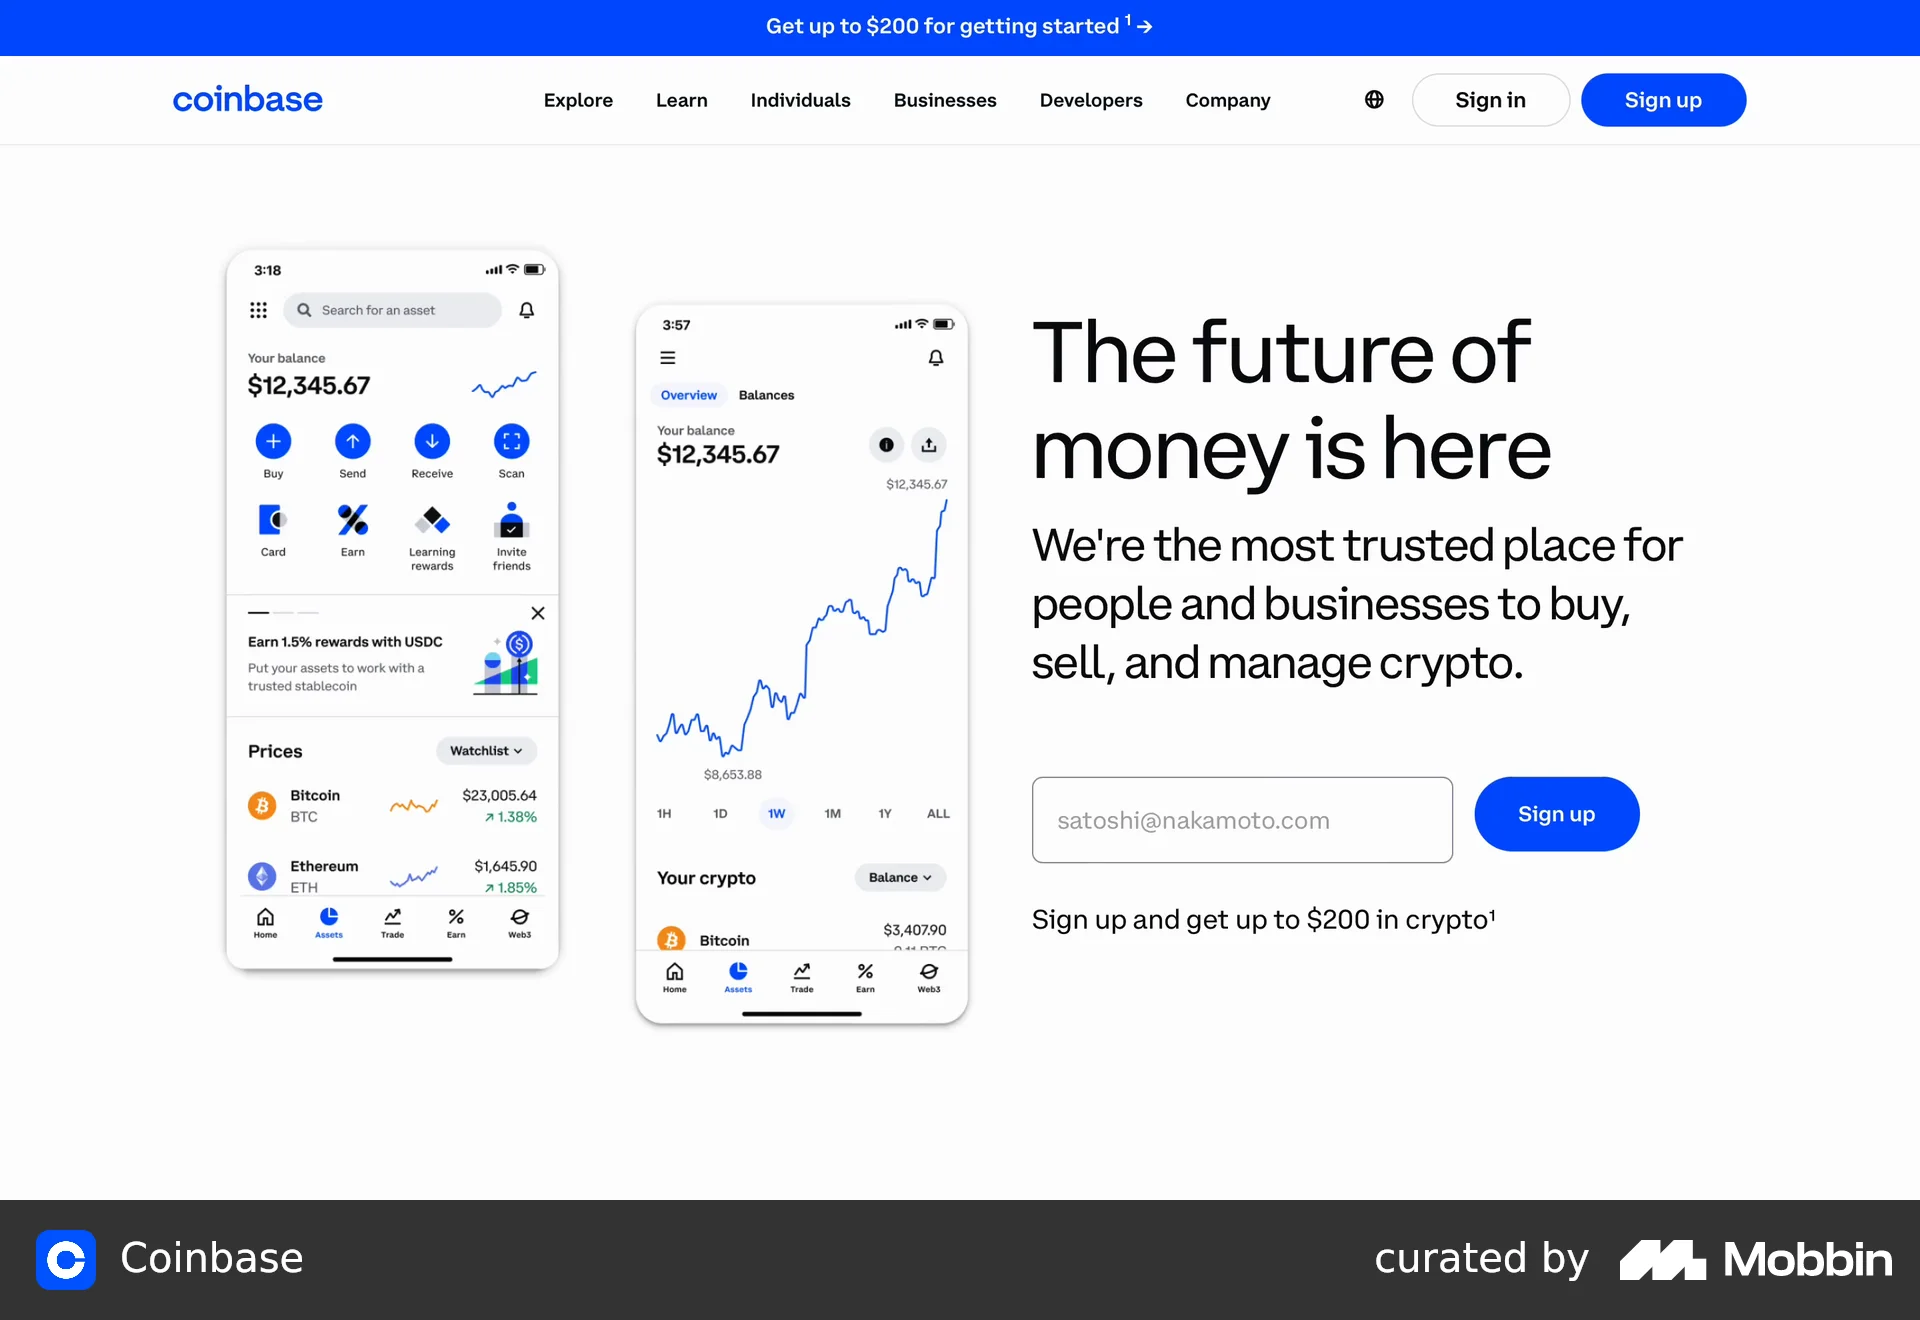 Get up to $200 for getting started ¹ →
coinbase
Explore
Learn
Individuals
Businesses
Developers
Company
Sign in
Sign up
3:18
Search for an asset
Your balance
$12,345.67
Buy
Send
Receive
Scan
Card
Earn
Learning
rewards
Invite
friends
Earn 1.5% rewards with USDC
Put your assets to work with a
trusted stablecoin
Prices
Watchlist
Bitcoin
$23,005.64
BTC
↗ 1.38%
Ethereum
$1,645.90
ETH
↗ 1.85%
Home
Assets
Trade
Earn
Web3
3:57
Overview
Balances
Your balance
$12,345.67
$12,345.67
$8,653.88
1H
1D
1W
1M
1Y
ALL
Your crypto
Balance
Bitcoin
$3,407.90
Home
Assets
Trade
Earn
Web3
The future of
money is here
We're the most trusted place for
people and businesses to buy,
sell, and manage crypto.
satoshi@nakamoto.com
Sign up
Sign up and get up to $200 in crypto¹
Coinbase
curated by
Mobbin